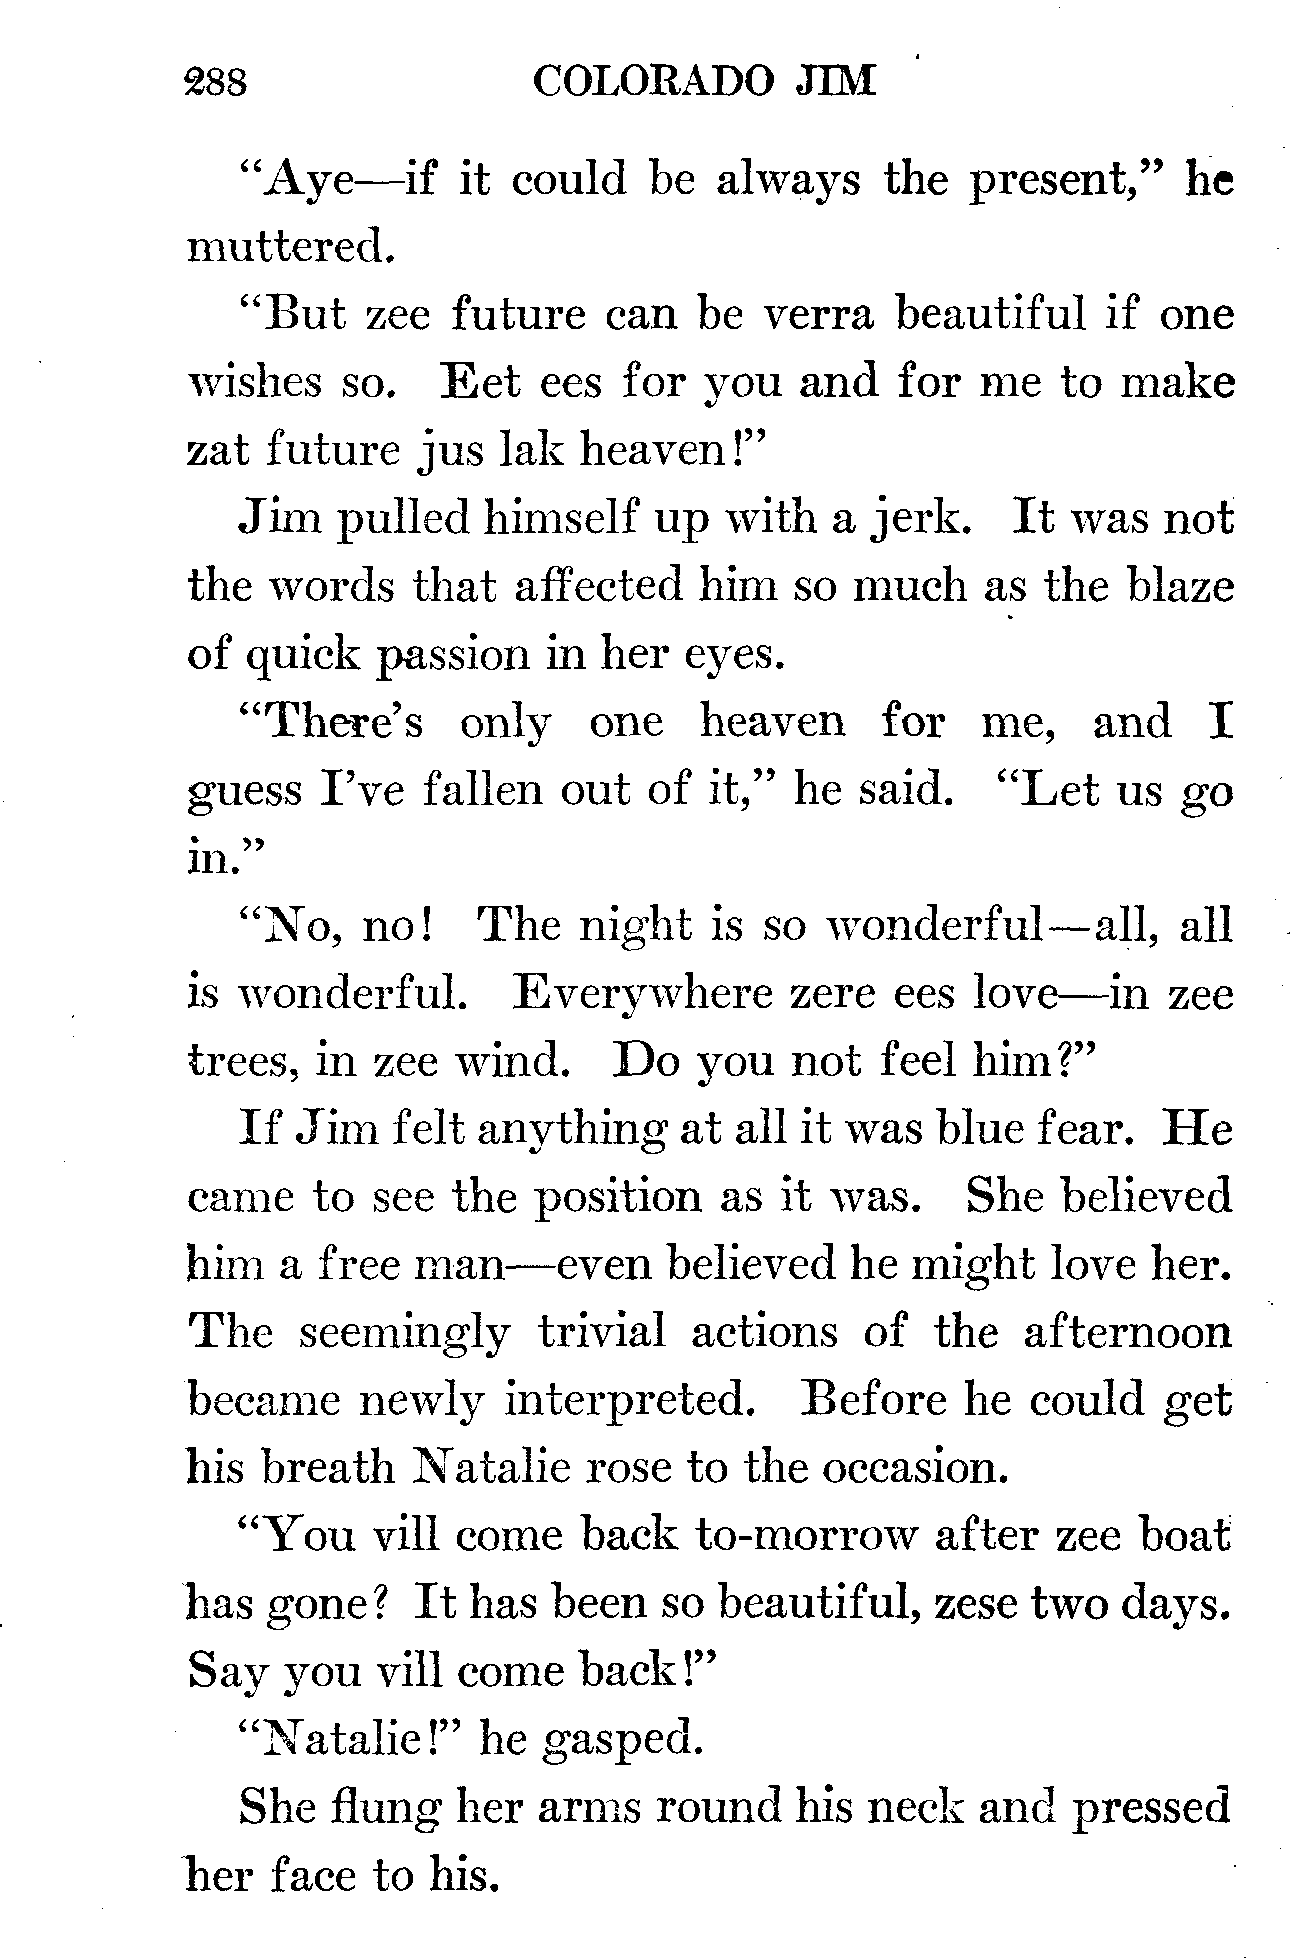 288 COLORADO JIM
“Aye—if it could be always the present,” he
muttered.
“But zee future can be verra beautiful if one
wishes so. Eet ees for you and for me to make
zat future jus lak heaven!”
Jim pulled himself up with a jerk. It was not
the words that affected him so much as the blaze
of quick passion in her eyes.
“There’s only one heaven for me, and I
guess I’ve fallen out of it,” he said. “Let us go
in.”
“No, no! The night is so wonderful—all, all
is wonderful. Everywhere zere ees love—in zee
trees, in zee wind. Do you not feel him?”
If Jim felt anything at all it was blue fear. He
came to see the position as it was. She believed
him a free man—even believed he might love her.
The seemingly trivial actions of the afternoon
became newly interpreted. Before he could get
his breath Natalie rose to the occasion.
“You vill come back to-morrow after zee boat
has gone? It has been so beautiful, zese two days.
Say you vill come back!”
“Natalie!” he gasped.
She flung her arms round his neck and pressed
her face to his.